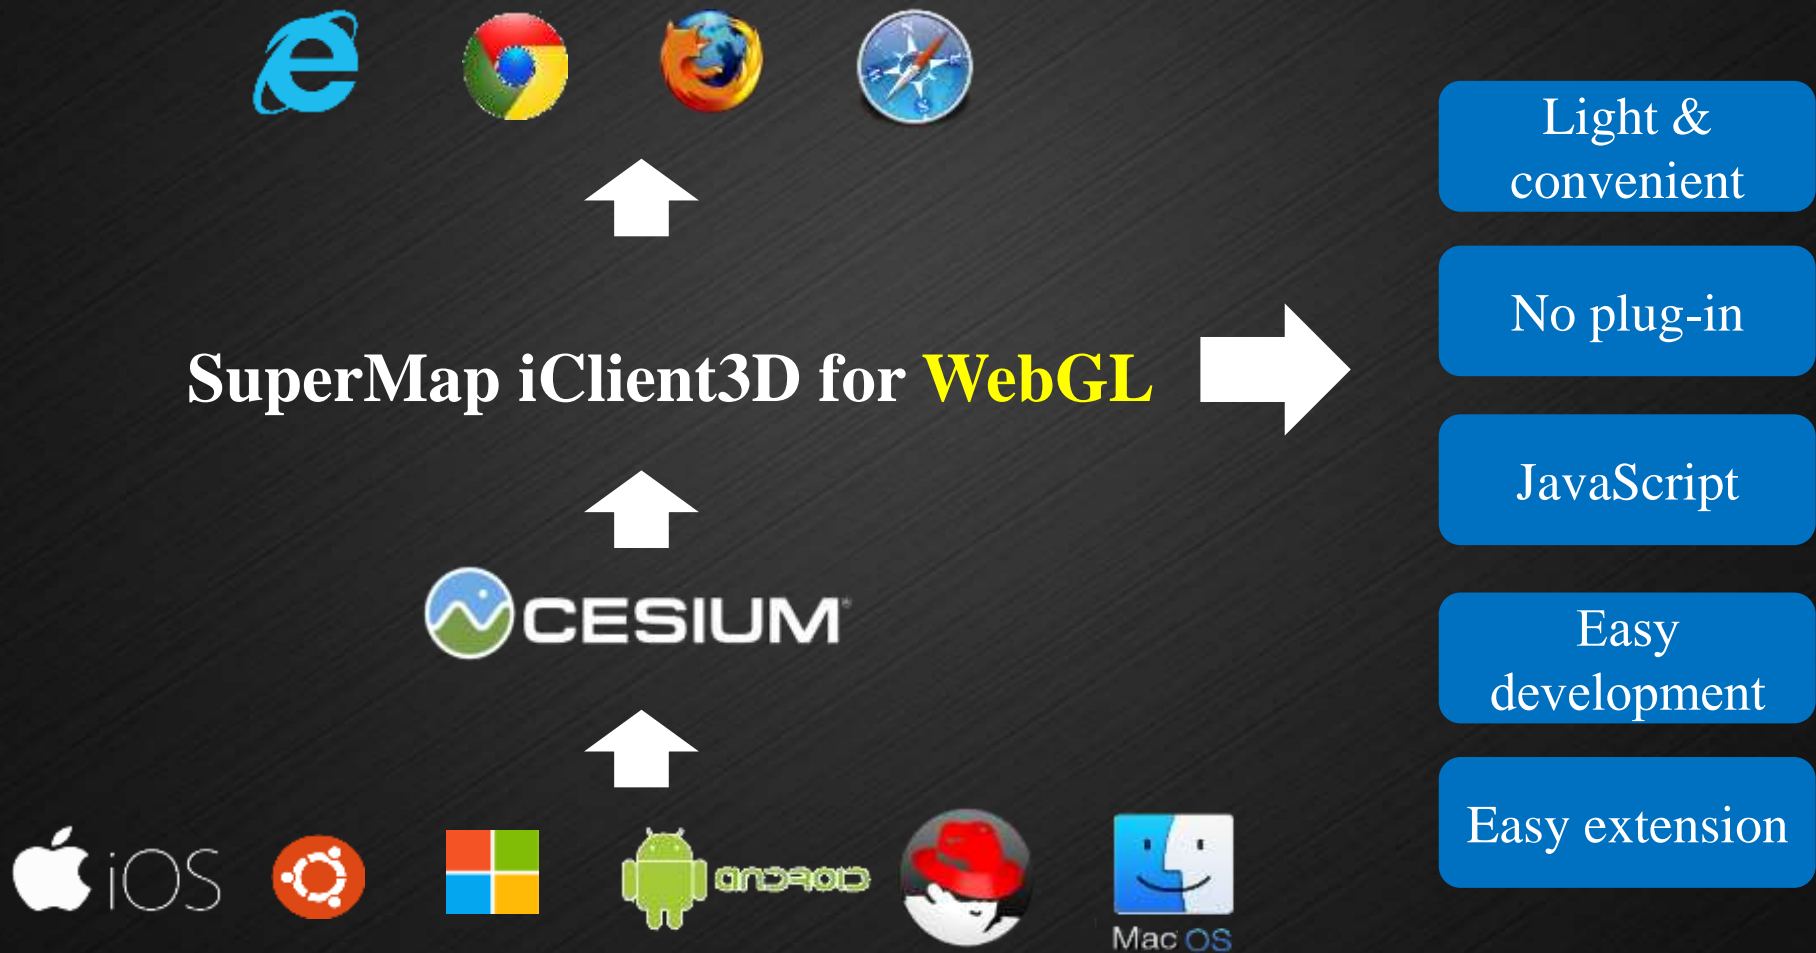 SuperMap iClient3D for WebGL
CESIUM®
iOS
android
Mac OS
Light &
convenient
No plug-in
JavaScript
Easy
development
Easy extension